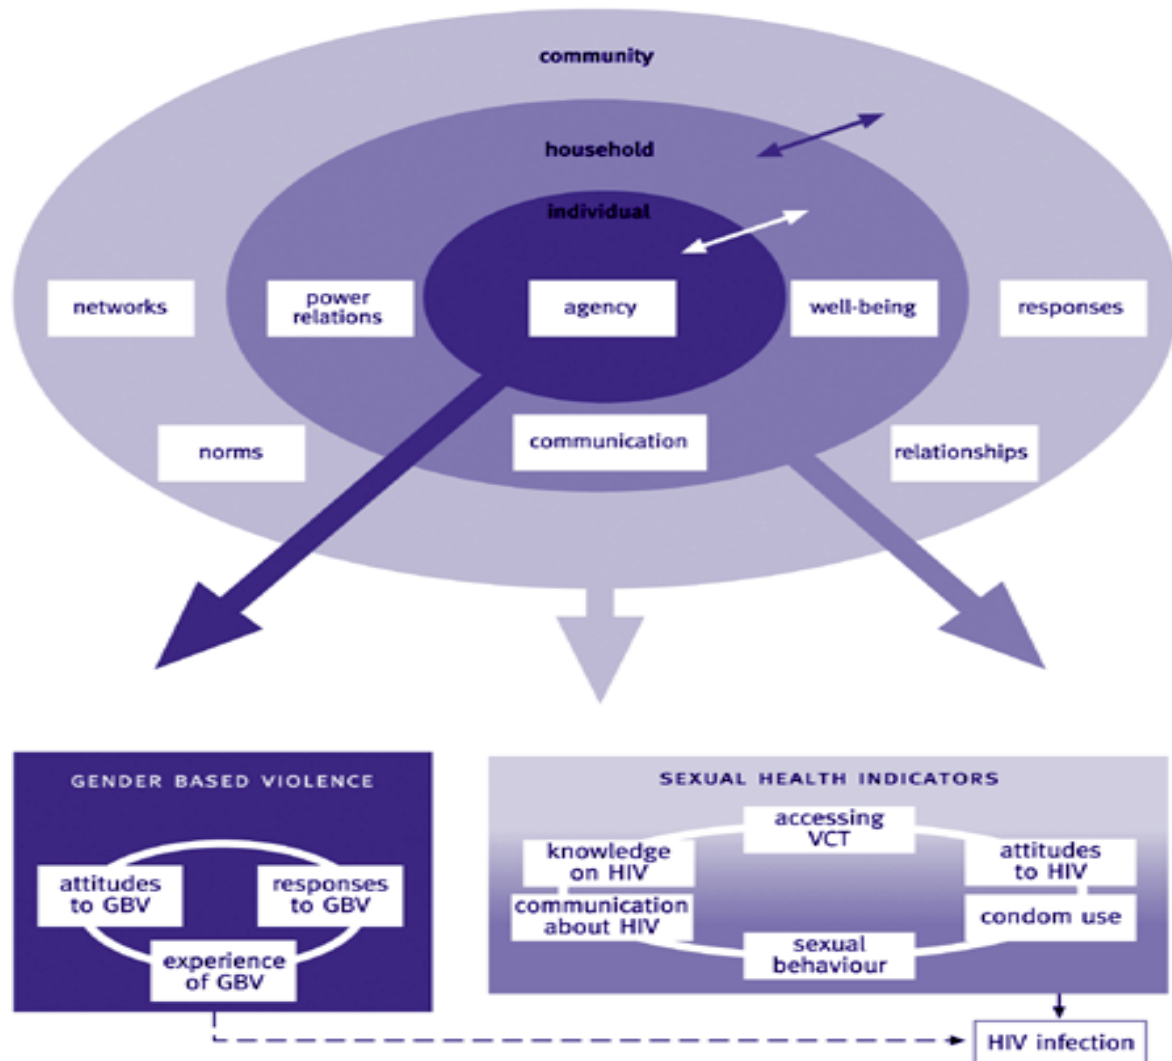 community
household
individual
networks
power
relations
agency
well-being
responses
norms
communication
relationships
GENDER BASED VIOLENCE
attitudes
to GBV
responses
to GBV
experience
of GBV
SEXUAL HEALTH INDICATORS
accessing
VCT
knowledge
on HIV
attitudes
to HIV
communication
about HIV
condom use
sexual
behaviour
HIV infection